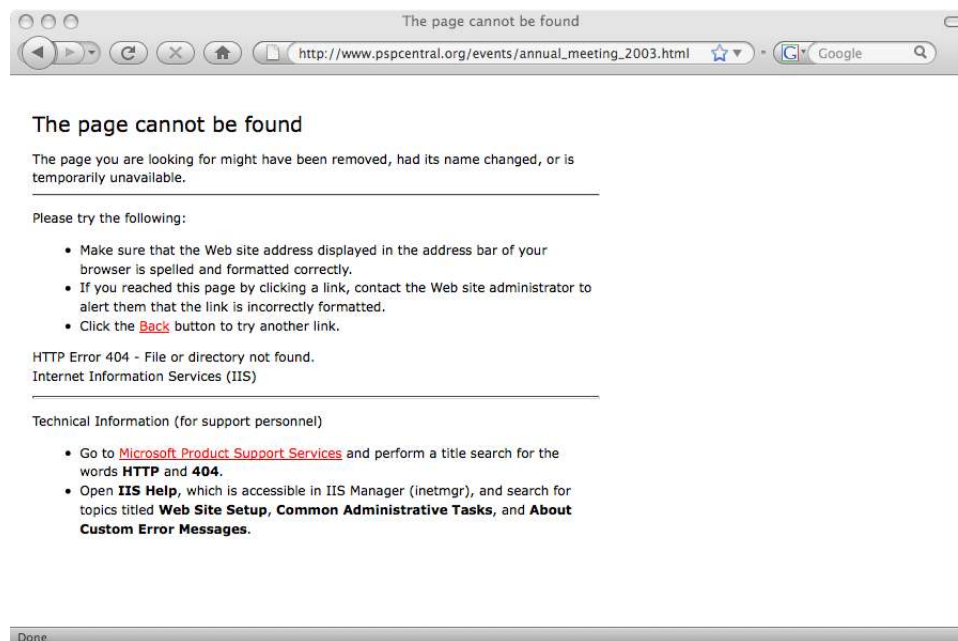 The page cannot be found
http://www.pspcentral.org/events/annual_meeting_2003.html
G
Google
The page cannot be found
The page you are looking for might have been removed, had its name changed, or is
temporarily unavailable.
Please try the following:
• Make sure that the Web site address displayed in the address bar of your
browser is spelled and formatted correctly.
• If you reached this page by clicking a link, contact the Web site administrator to
alert them that the link is incorrectly formatted.
• Click the Back button to try another link.
HTTP Error 404 - File or directory not found.
Internet Information Services (IIS)
Technical Information (for support personnel)
• Go to Microsoft Product Support Services and perform a title search for the
words HTTP and 404.
• Open IIS Help, which is accessible in IIS Manager (inetmgr), and search for
topics titled Web Site Setup, Common Administrative Tasks, and About
Custom Error Messages.
Done